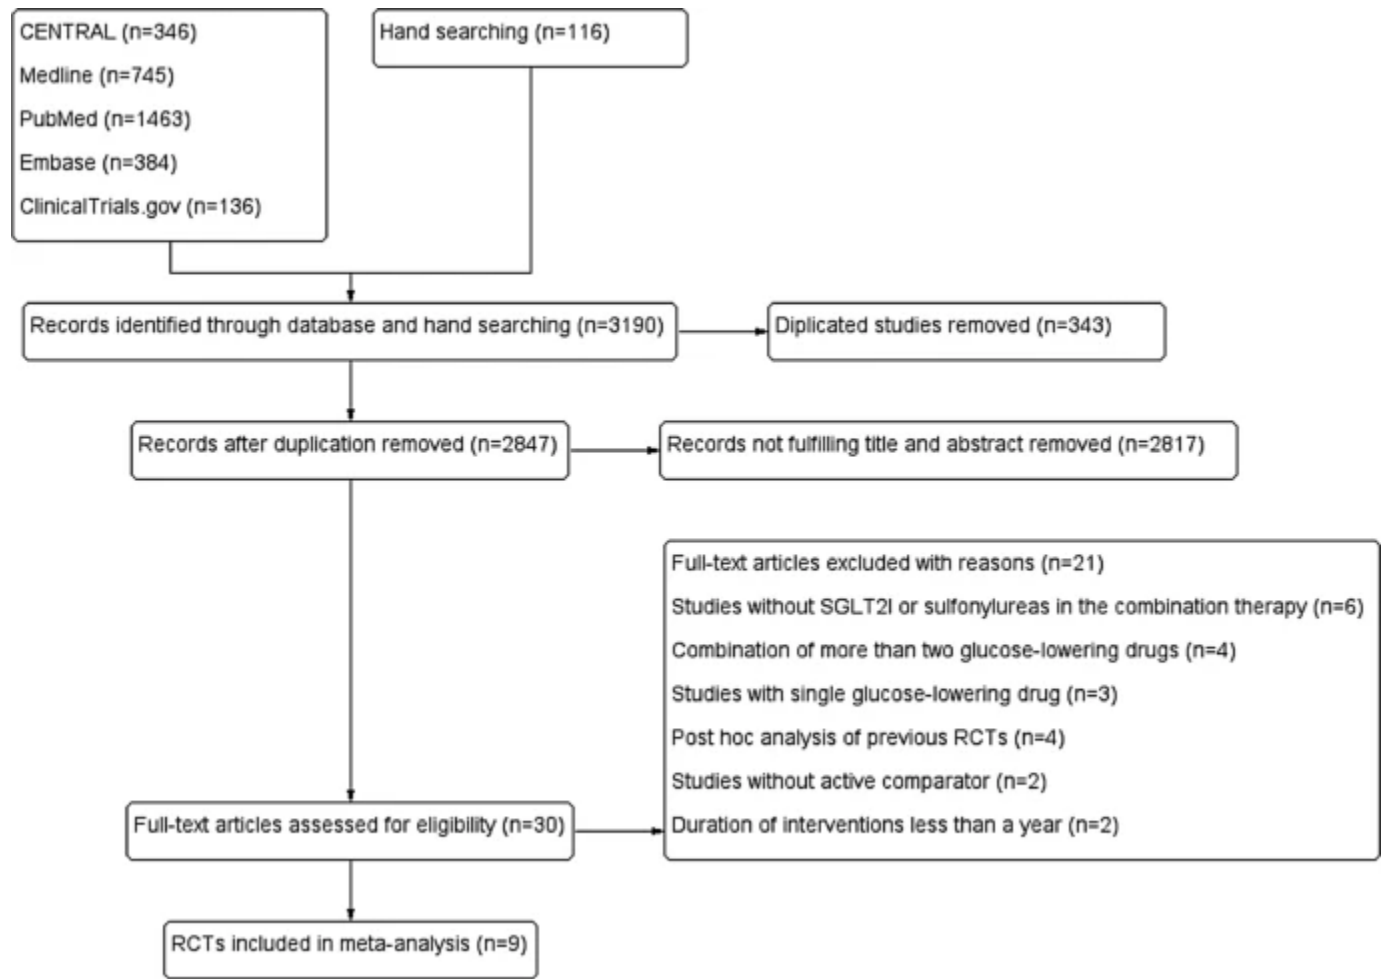 CENTRAL (n=346)
Medline (n=745)
PubMed (n=1463)
Embase (n=384)
ClinicalTrials.gov (n=136)
Hand searching (n=116)
Records identified through database and hand searching (n=3190)
Diplicated studies removed (n=343)
Records after duplication removed (n=2847)
Records not fulfilling title and abstract removed (n=2817)
Full-text articles assessed for eligibility (n=30)
Full-text articles excluded with reasons (n=21)
Studies without SGLT2I or sulfonylureas in the combination therapy (n=6)
Combination of more than two glucose-lowering drugs (n=4)
Studies with single glucose-lowering drug (n=3)
Post hoc analysis of previous RCTs (n=4)
Studies without active comparator (n=2)
Duration of interventions less than a year (n=2)
RCTs included in meta-analysis (n=9)